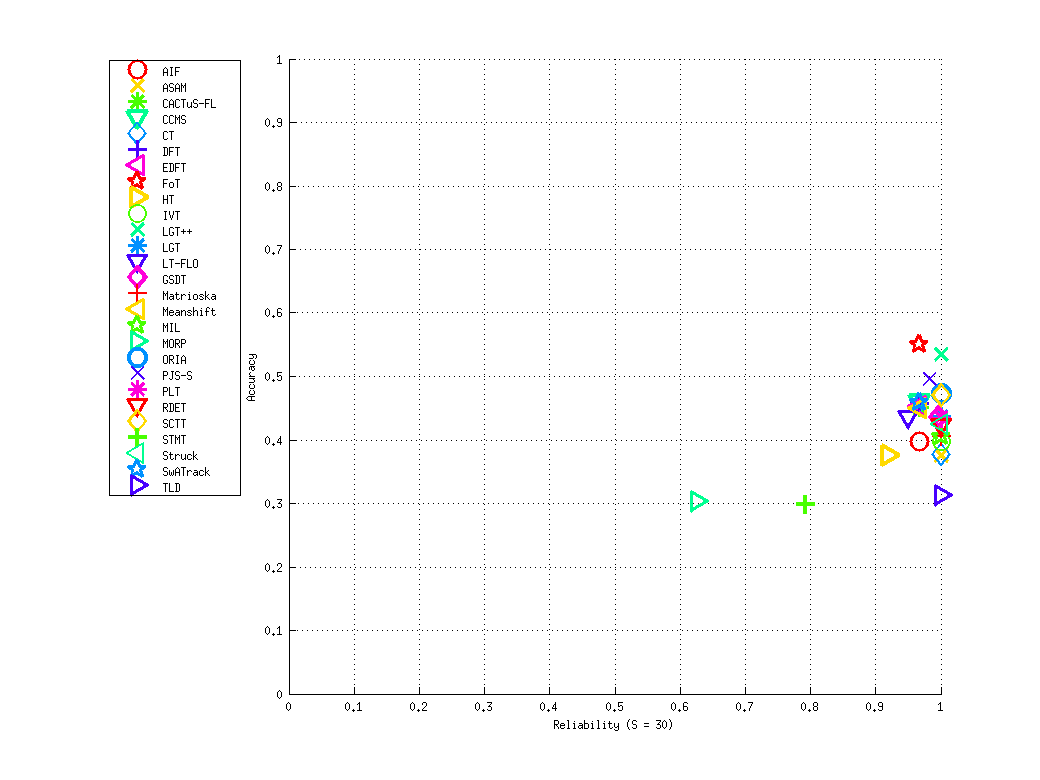 AIF
ASAM
CACTuS-FL
CCMS
CT
DFT
EDFT
FoT
HT
IVT
LGT++
LGT
LT-FLO
GSDT
Matrioska
Meanshift
MIL
MORP
ORIA
PJS-S
PLT
RDET
SCTT
STMT
Struck
SwATrack
TLD
Accuracy
1
0.9
0.8
0.7
0.6
0.5
0.4
0.3
0.2
0.1
0
0 0.1 0.2 0.3 0.4 0.5 0.6 0.7 0.8 0.9 1
Reliability (S = 30)